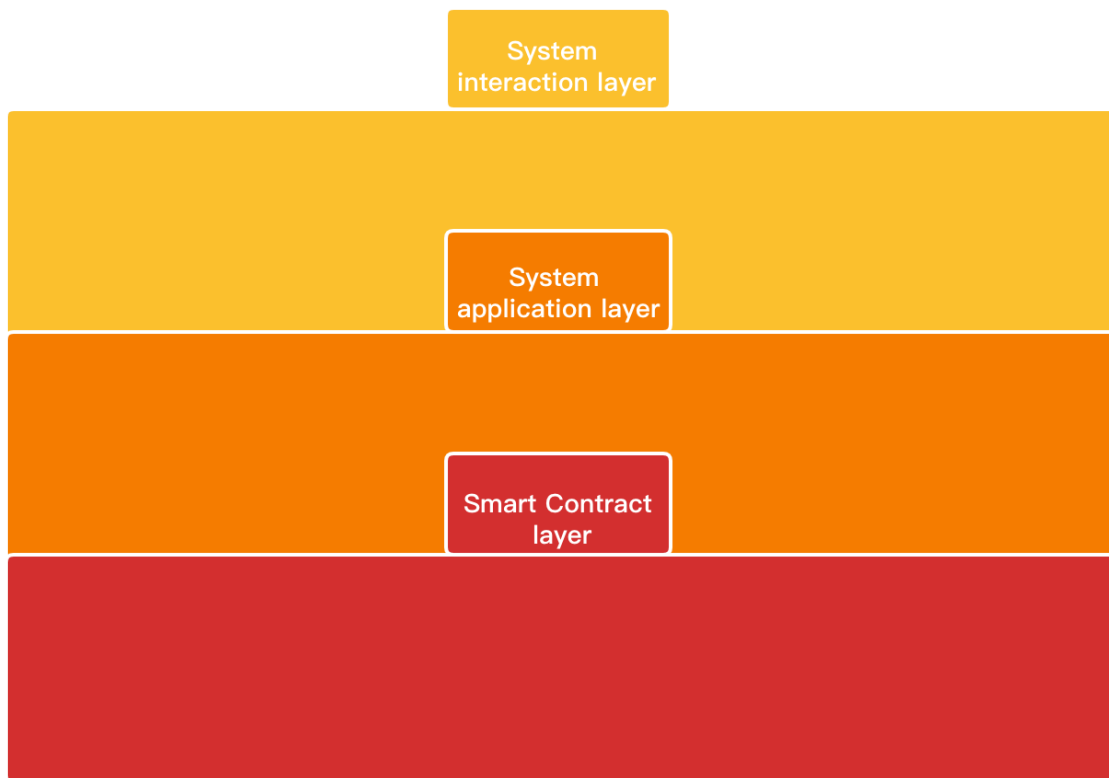 System
interaction layer
System
application layer
Smart Contract
layer